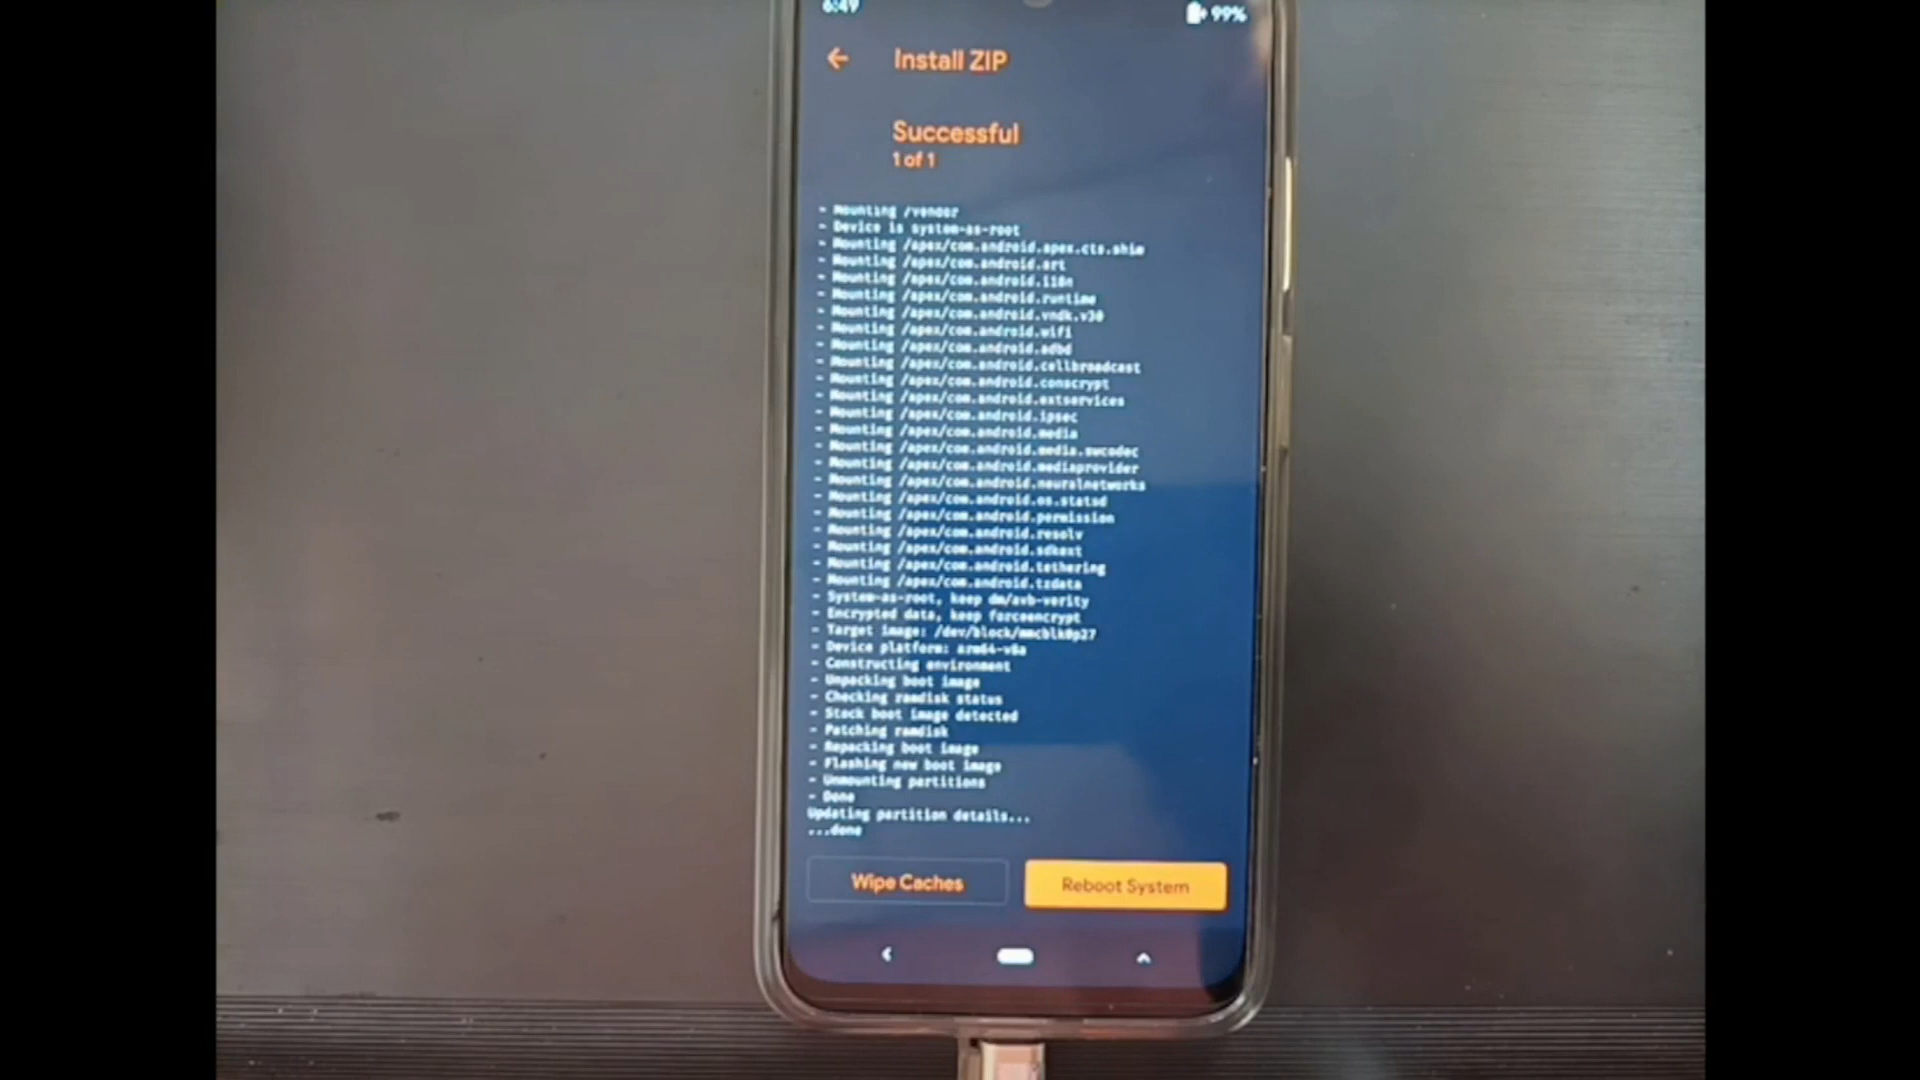 6:49
99%
Install ZIP
Successful
1 of 1
- Mounting /vendor
- Device is system-as-root
- Mounting /apex/com.android.apex.cts.shim
- Mounting /apex/com.android.art
- Mounting /apex/com.android.i18n
- Mounting /apex/com.android.runtime
- Mounting /apex/com.android.vndk.v30
- Mounting /apex/com.android.wifi
- Mounting /apex/com.android.adbd
- Mounting /apex/com.android.cellbroadcast
- Mounting /apex/com.android.conscrypt
- Mounting /apex/com.android.extservices
- Mounting /apex/com.android.ipsec
- Mounting /apex/com.android.media
- Mounting /apex/com.android.media.swcodec
- Mounting /apex/com.android.mediaprovider
- Mounting /apex/com.android.neuralnetworks
- Mounting /apex/com.android.os.statsd
- Mounting /apex/com.android.permission
- Mounting /apex/com.android.resolv
- Mounting /apex/com.android.sdkext
- Mounting /apex/com.android.tethering
- Mounting /apex/com.android.tzdata
- System-as-root, keep dm/avb-verity
- Encrypted data, keep forceencrypt
- Target image: /dev/block/mmcblk0p27
- Device platform: arm64-v8a
- Constructing environment
- Unpacking boot image
- Checking ramdisk status
- Stock boot image detected
- Patching ramdisk
- Repacking boot image
- Flashing new boot image
- Unmounting partitions
- Done
Updating partition details...
...done
Wipe Caches
Reboot System